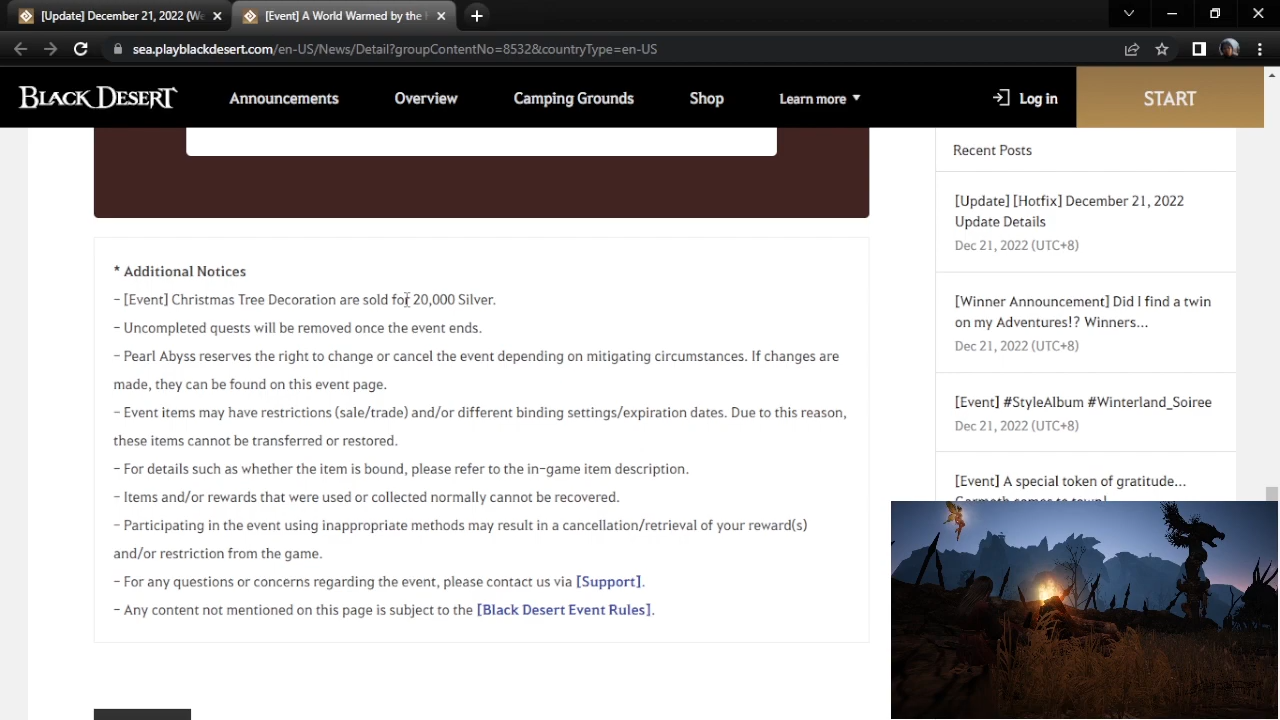 [Update] December 21, 2022 (We
[Event] A World Warmed by the H
sea.playblackdesert.com/en-US/News/Detail?groupContentNo=8532&countryType=en-US
BLACK DESERT
Announcements
Overview
Camping Grounds
Shop
Learn more
Log in
START
* Additional Notices
- [Event] Christmas Tree Decoration are sold for 20,000 Silver.
- Uncompleted quests will be removed once the event ends.
- Pearl Abyss reserves the right to change or cancel the event depending on mitigating circumstances. If changes are
made, they can be found on this event page.
- Event items may have restrictions (sale/trade) and/or different binding settings/expiration dates. Due to this reason,
these items cannot be transferred or restored.
- For details such as whether the item is bound, please refer to the in-game item description.
- Items and/or rewards that were used or collected normally cannot be recovered.
- Participating in the event using inappropriate methods may result in a cancellation/retrieval of your reward(s)
and/or restriction from the game.
- For any questions or concerns regarding the event, please contact us via [Support].
- Any content not mentioned on this page is subject to the [Black Desert Event Rules].
Recent Posts
[Update] [Hotfix] December 21, 2022
Update Details
Dec 21, 2022 (UTC+8)
[Winner Announcement] Did I find a twin
on my Adventures!? Winners...
Dec 21, 2022 (UTC+8)
[Event] #StyleAlbum #Winterland_Soiree
Dec 21, 2022 (UTC+8)
[Event] A special token of gratitude...